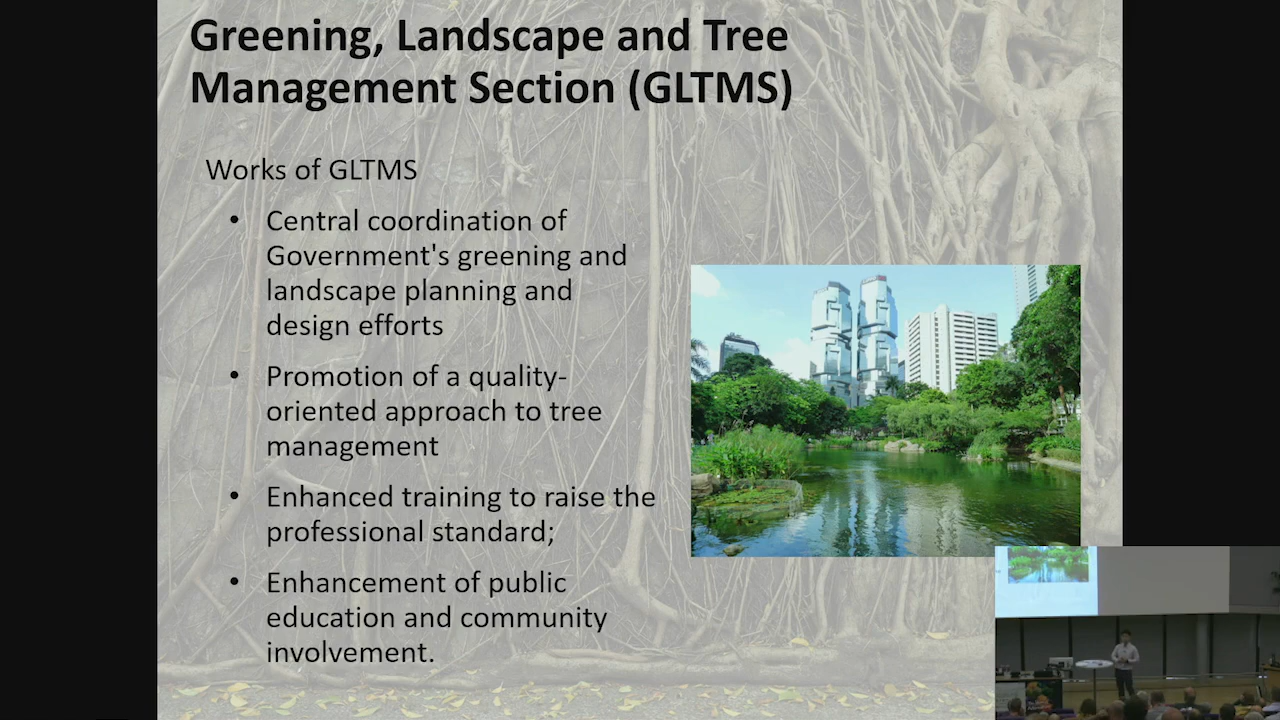 Greening, Landscape and Tree
Management Section (GLTMS)
Works of GLTMS
• Central coordination of
Government's greening and
landscape planning and
design efforts
• Promotion of a quality-
oriented approach to tree
management
• Enhanced training to raise the
professional standard;
• Enhancement of public
education and community
involvement.